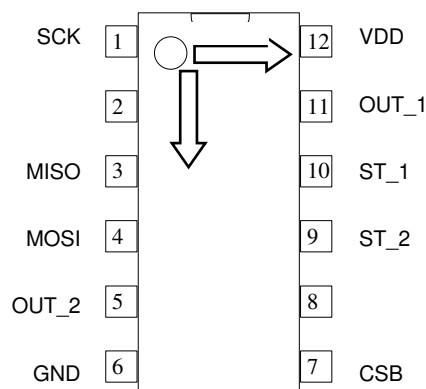 SCK 1 12 VDD
2 11 OUT_1
MISO 3 10 ST_1
MOSI 4 9 ST_2
OUT_2 5 8
GND 6 7 CSB